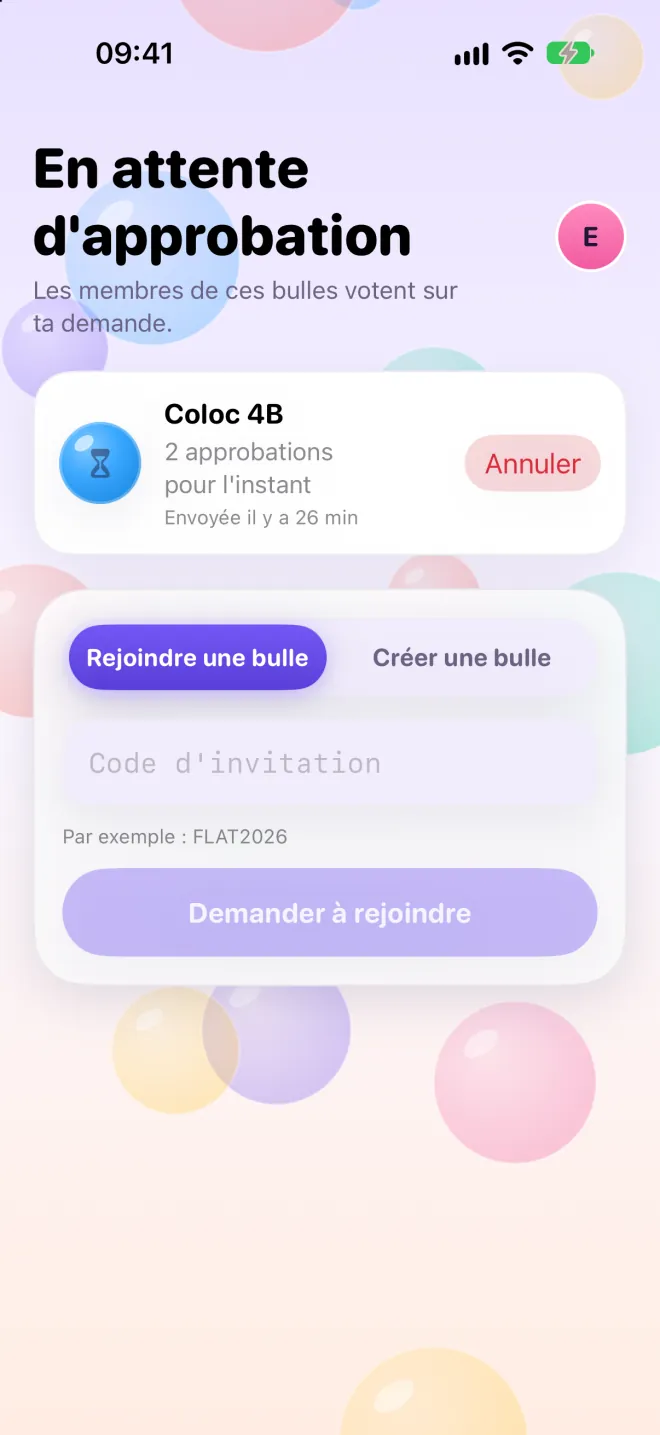 09:41
En attente
d'approbation
E
Les membres de ces bulles votent sur
ta demande.
Coloc 4B
2 approbations
pour l'instant
Envoyée il y a 26 min
Annuler
Rejoindre une bulle
Créer une bulle
Code d'invitation
Par exemple : FLAT2026
Demander à rejoindre